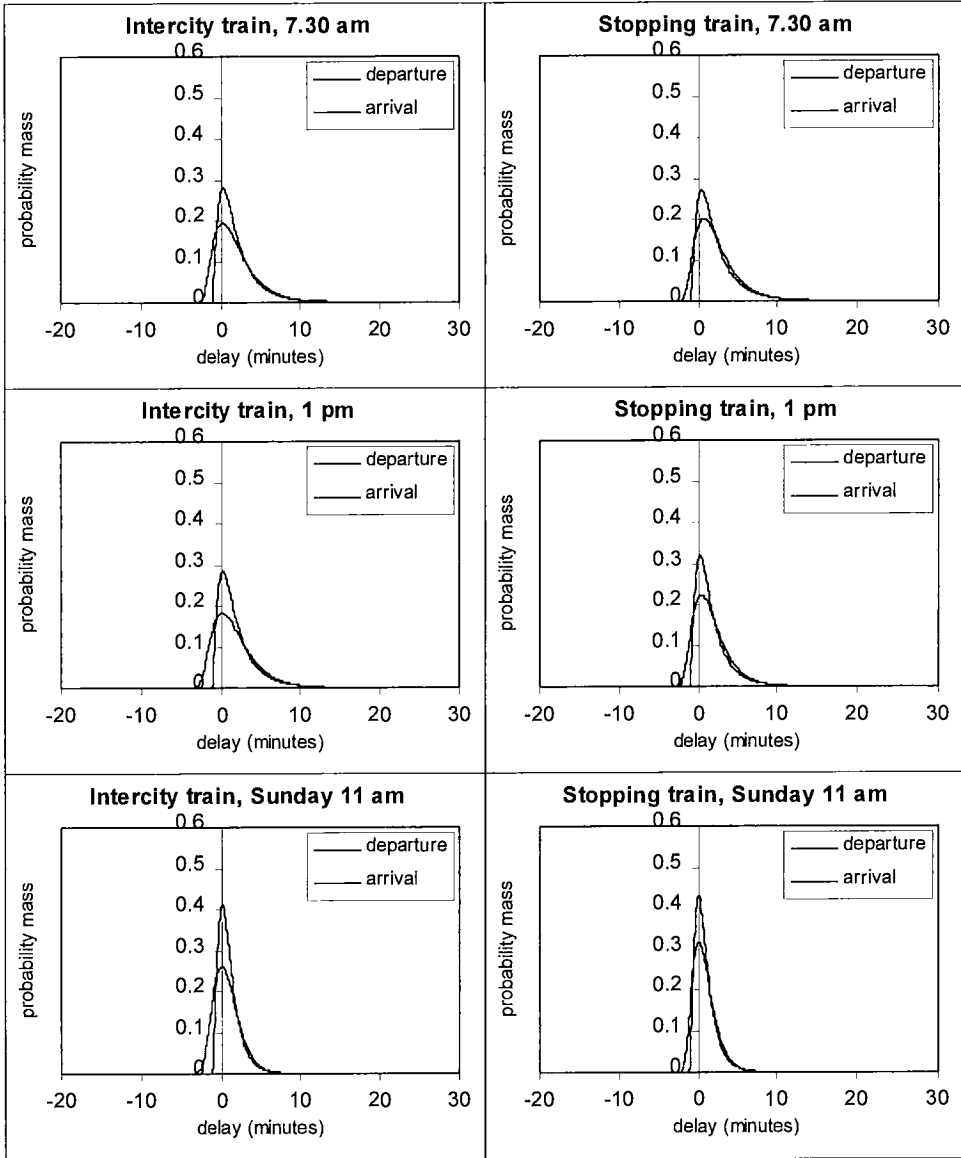 Intercity train, 7.30 am
0.6
0.5
0.4
0.3
0.2
0.1
0
departure
arrival
probability mass
-20 -10 0 10 20 30
delay (minutes)
Stopping train, 7.30 am
0.6
0.5
0.4
0.3
0.2
0.1
0
departure
arrival
probability mass
-20 -10 0 10 20 30
delay (minutes)
Intercity train, 1 pm
0.6
0.5
0.4
0.3
0.2
0.1
0
departure
arrival
probability mass
-20 -10 0 10 20 30
delay (minutes)
Stopping train, 1 pm
0.6
0.5
0.4
0.3
0.2
0.1
0
departure
arrival
probability mass
-20 -10 0 10 20 30
delay (minutes)
Intercity train, Sunday 11 am
0.6
0.5
0.4
0.3
0.2
0.1
0
departure
arrival
probability mass
-20 -10 0 10 20 30
delay (minutes)
Stopping train, Sunday 11 am
0.6
0.5
0.4
0.3
0.2
0.1
0
departure
arrival
probability mass
-20 -10 0 10 20 30
delay (minutes)